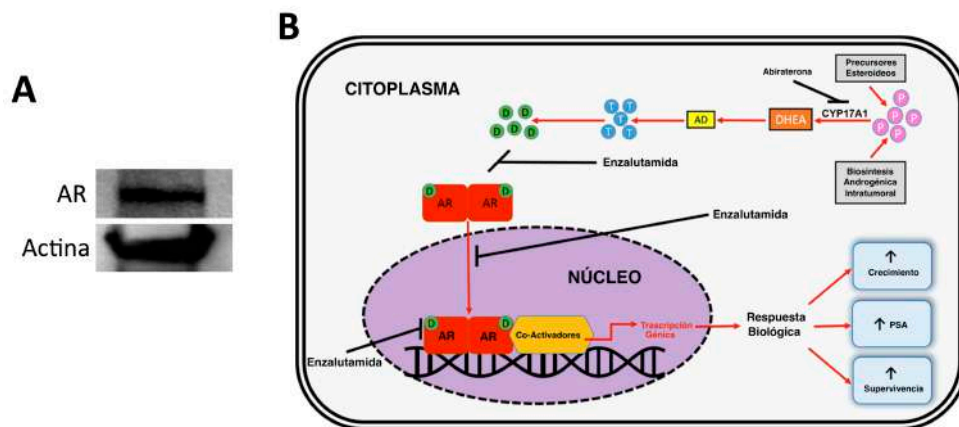 A
AR
Actina
B
CITOPLASMA
Precursores
Esteroideos
Abiraterona
CYP17A1
P
P
P
P
P
DHEA
AD
T
T
T
T
T
D
D
D
D
D
Biosíntesis
Androgénica
Intratumoral
Enzalutamida
D
D
AR
AR
Enzalutamida
NÚCLEO
D
D
AR
AR
Co-Activadores
Trascripción
Génica
Enzalutamida
Respuesta
Biológica
↑
Crecimiento
↑ PSA
↑
Supervivencia